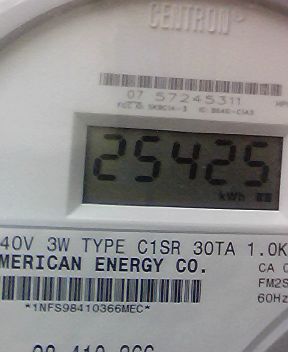 CENTRON®
07 57245311
25425
kWh
40V 3W TYPE C1SR 30TA 1.0K
MERICAN ENERGY CO.
CA 0
FM2S
60Hz
*1NFS98410366MEC*